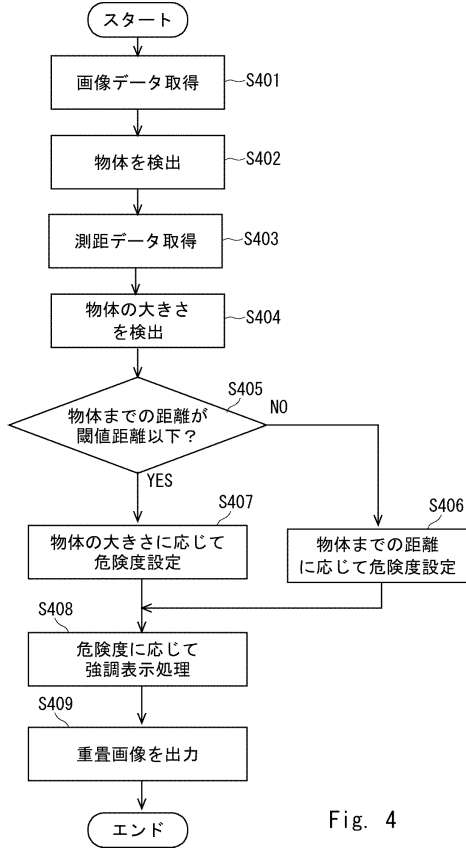 スタート
画像データ取得
S401
物体を検出
S402
測距データ取得
S403
物体の大きさ
を検出
S404
物体までの距離が
閾値距離以下？
S405
NO
YES
S407
物体の大きさに応じて
危険度設定
S406
物体までの距離
に応じて危険度設定
S408
危険度に応じて
強調表示処理
S409
重畳画像を出力
エンド
Fig. 4